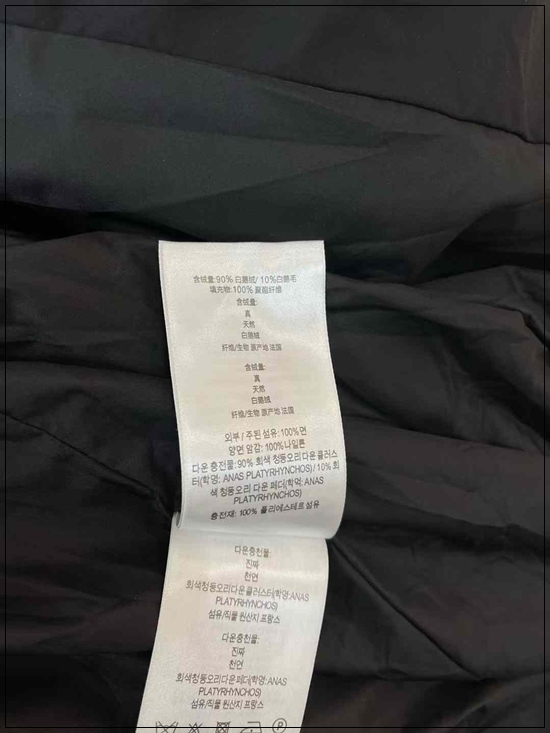 含绒量:90% 白鹅绒/ 10%白鹅毛
填充物:100% 聚酯纤维
含绒量:
真
天然
白鹅绒
纤维/生物 原产地 法国
含绒量:
真
天然
白鹅绒
纤维/生物 原产地 法国
외부 / 주된 섬유: 100%면
양면 암감: 100%나일론
다운 충전물: 90% 회색 청둥오리다운 클러스
터(학명: ANAS PLATYRHYNCHOS) / 10% 회
색 청둥오리 다운 페더(학명: ANAS
PLATYRHYNCHOS)
충전재: 100% 폴리에스테르 섬유
다운충천물:
진짜
천연
회색청둥오리다운클러스터(학명:ANAS
PLATYRHYNCHOS)
섬유/직물 원산지 프랑스
다운충천물:
진짜
천연
회색청둥오리다운페더(학명:ANAS
PLATYRHYNCHOS)
섬유/직물 원산지 프랑스
P